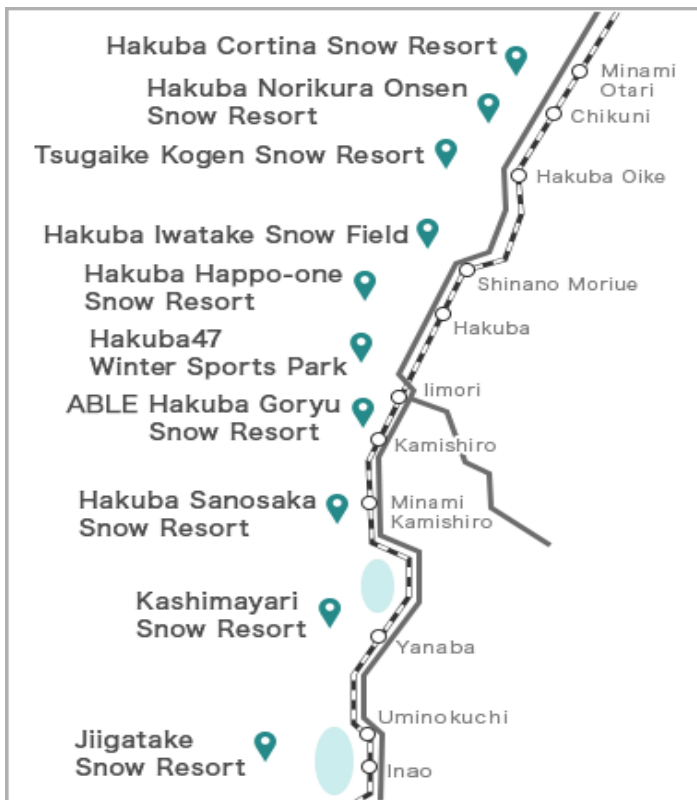 Hakuba Cortina Snow Resort
Minami
Otari
Hakuba Norikura Onsen
Snow Resort
Chikuni
Tsugaike Kogen Snow Resort
Hakuba Oike
Hakuba Iwatake Snow Field
Hakuba Happo-one
Snow Resort
Shinano Moriue
Hakuba
Hakuba47
Winter Sports Park
ABLE Hakuba Goryu
Snow Resort
Iimori
Kamishiro
Hakuba Sanosaka
Snow Resort
Minami
Kamishiro
Kashimayari
Snow Resort
Yanaba
Uminokuchi
Jiigatake
Snow Resort
Inao